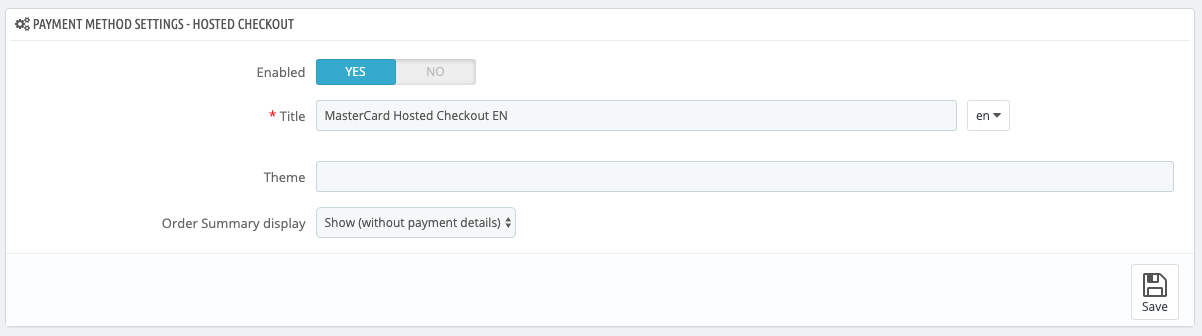 PAYMENT METHOD SETTINGS - HOSTED CHECKOUT
Enabled YES NO
* Title MasterCard Hosted Checkout EN en
Theme
Order Summary display Show (without payment details)
Save